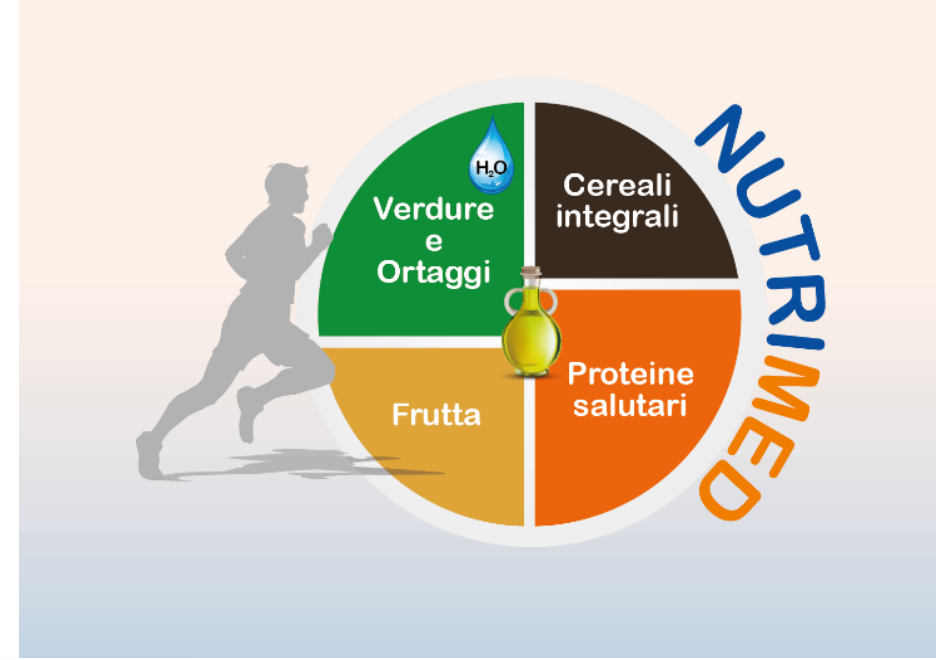 H₂O
Verdure
e
Ortaggi
Cereali
integrali
Frutta
Proteine
salutari
NUTRIMED